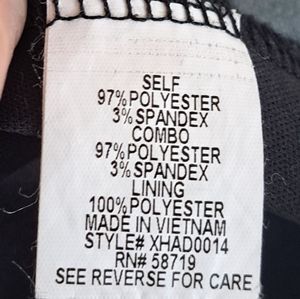 SELF
97%POLYESTER
3%SPANDEX
COMBO
97%POLYESTER
3%SPANDEX
LINING
100%POLYESTER
MADE IN VIETNAM
STYLE# XHAD0014
RN# 58719
SEE REVERSE FOR CARE